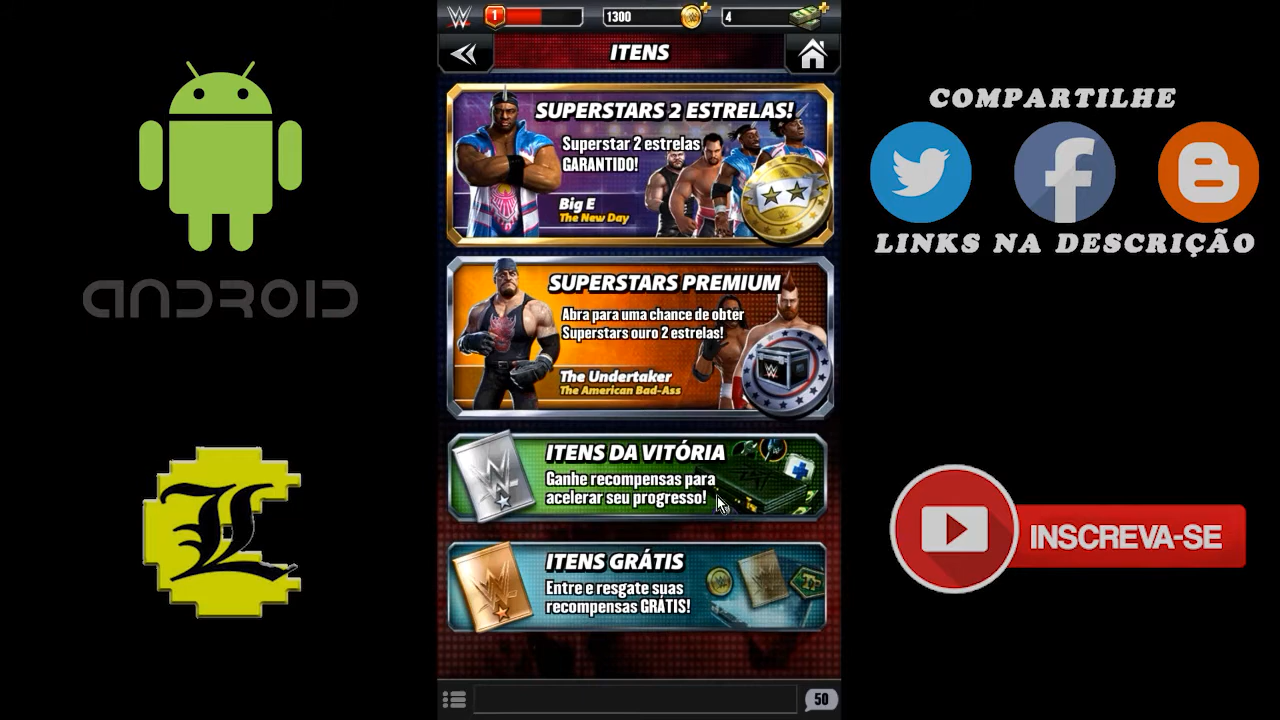 1
1300
4
ITENS
SUPERSTARS 2 ESTRELAS!
Superstar 2 estrelas
GARANTIDO!
Big E
The New Day
SUPERSTARS PREMIUM
Abra para uma chance de obter
Superstars ouro 2 estrelas!
The Undertaker
The American Bad-Ass
W
ITENS DA VITÓRIA
Ganhe recompensas para
acelerar seu progresso!
W
ITENS GRÁTIS
Entre e resgate suas
recompensas GRÁTIS!
TP
50
ANDROID
L
COMPARTILHE
LINKS NA DESCRIÇÃO
INSCREVA-SE